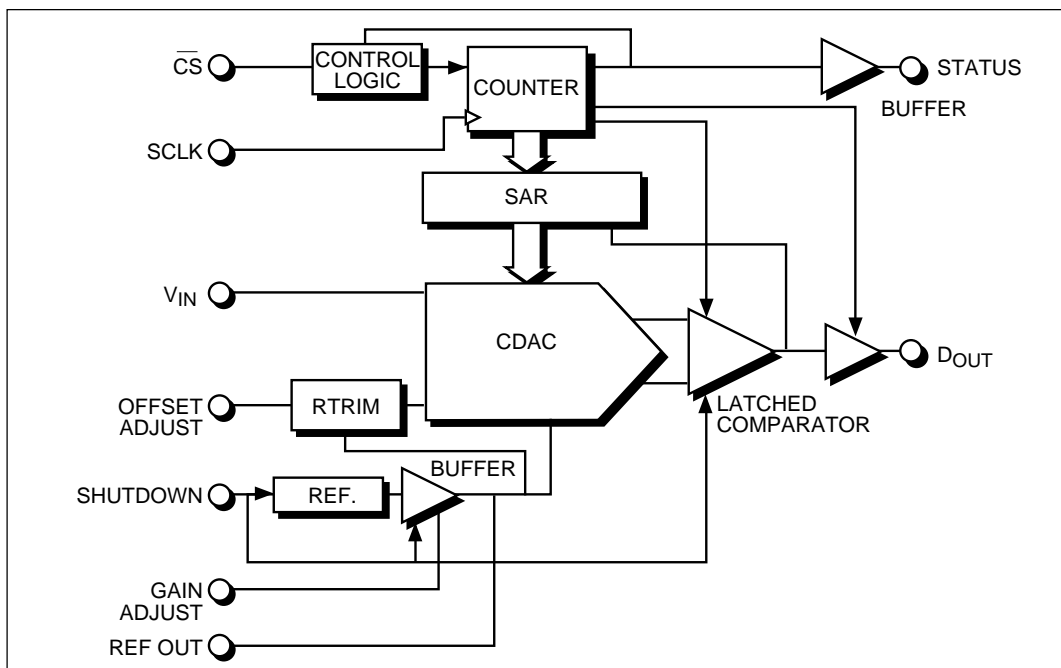 CS
CONTROL
LOGIC
COUNTER
STATUS
BUFFER
SCLK
SAR
VIN
CDAC
DOUT
OFFSET
ADJUST
RTRIM
LATCHED
COMPARATOR
BUFFER
SHUTDOWN
REF.
GAIN
ADJUST
REF OUT